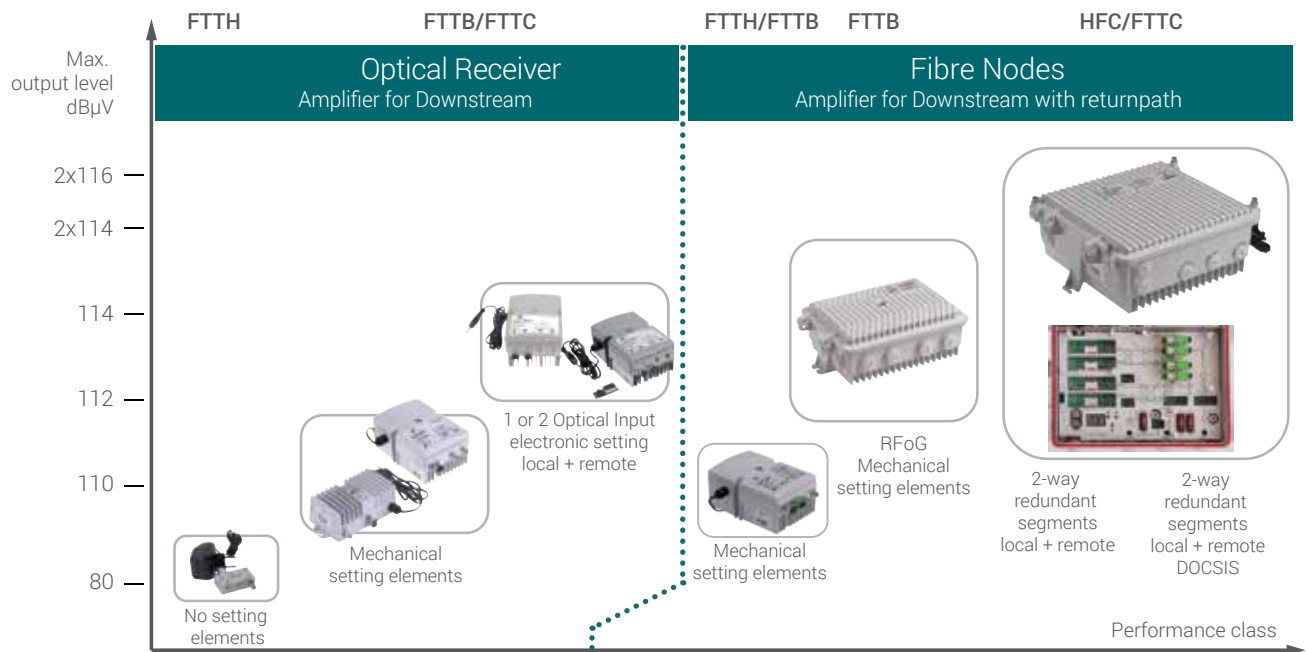 FTTH
FTTB/FTTC
FTTH/FTTB
FTTB
HFC/FTTC
Max.
output level
dBµV
Optical Receiver
Amplifier for Downstream
Fibre Nodes
Amplifier for Downstream with returnpath
2x116
2x114
114
112
110
80
1 or 2 Optical Input
electronic setting
local + remote
RFoG
Mechanical
setting elements
2-way
redundant
segments
local + remote
2-way
redundant
segments
local + remote
DOCSIS
Mechanical
setting elements
Mechanical
setting elements
No setting
elements
Performance class